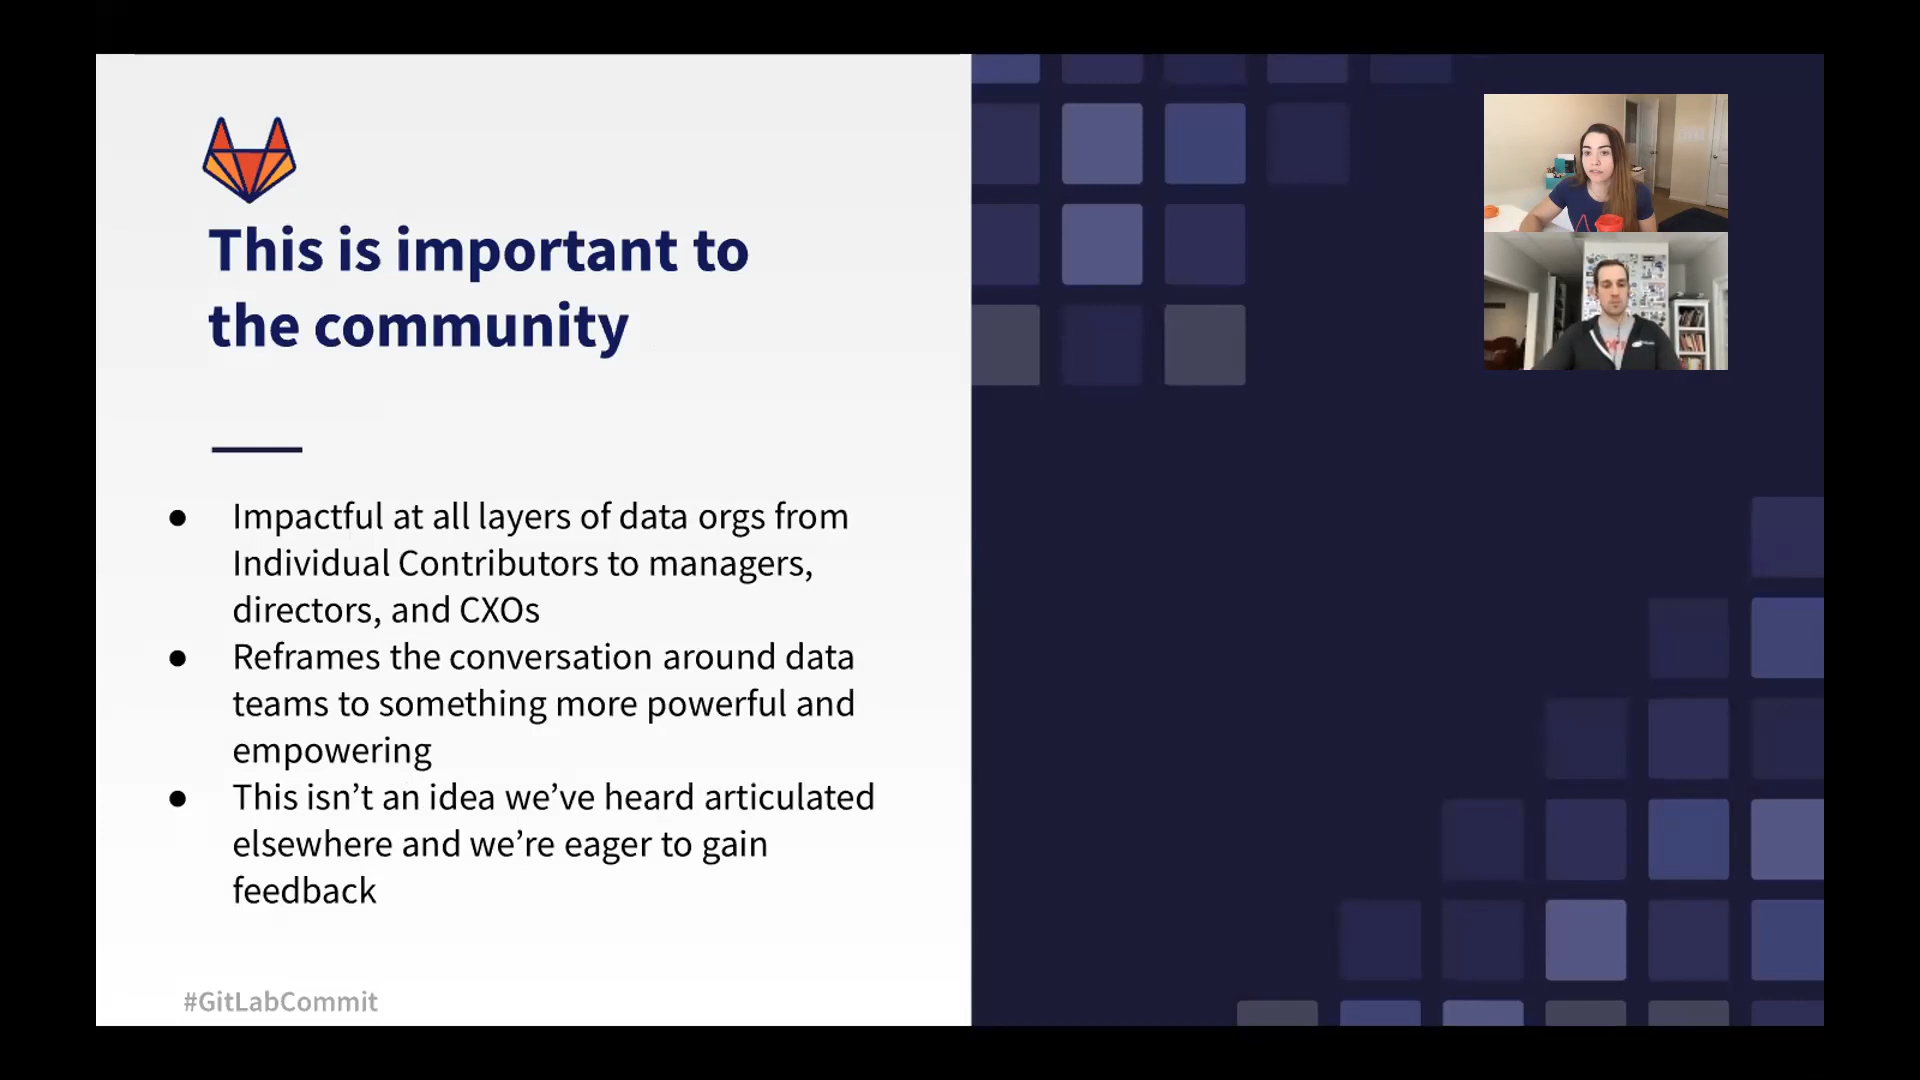 This is important to
the community
● Impactful at all layers of data orgs from
Individual Contributors to managers,
directors, and CXOs
● Reframes the conversation around data
teams to something more powerful and
empowering
● This isn’t an idea we’ve heard articulated
elsewhere and we’re eager to gain
feedback
#GitLabCommit